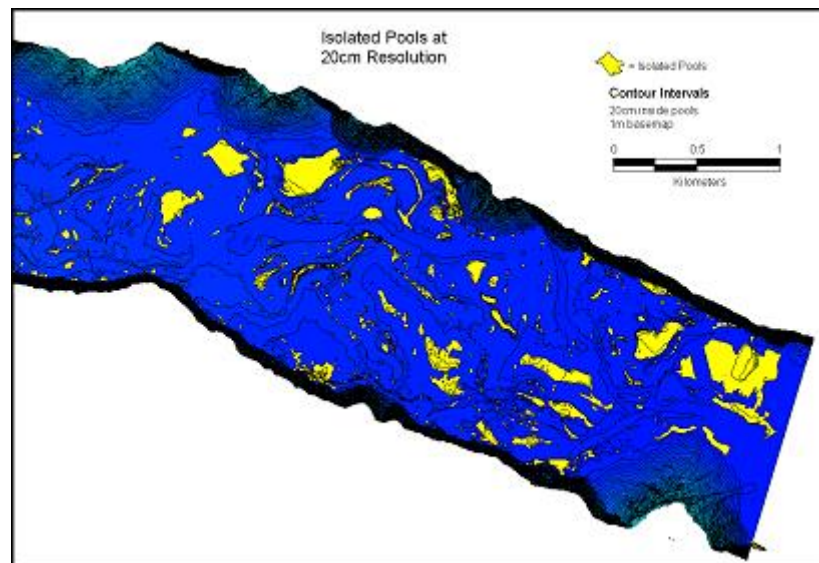 Isolated Pools at
20cm Resolution
= Isolated Pools
Contour Intervals
20cm inside pools
1m basemap
0 0.5 1
Kilometers